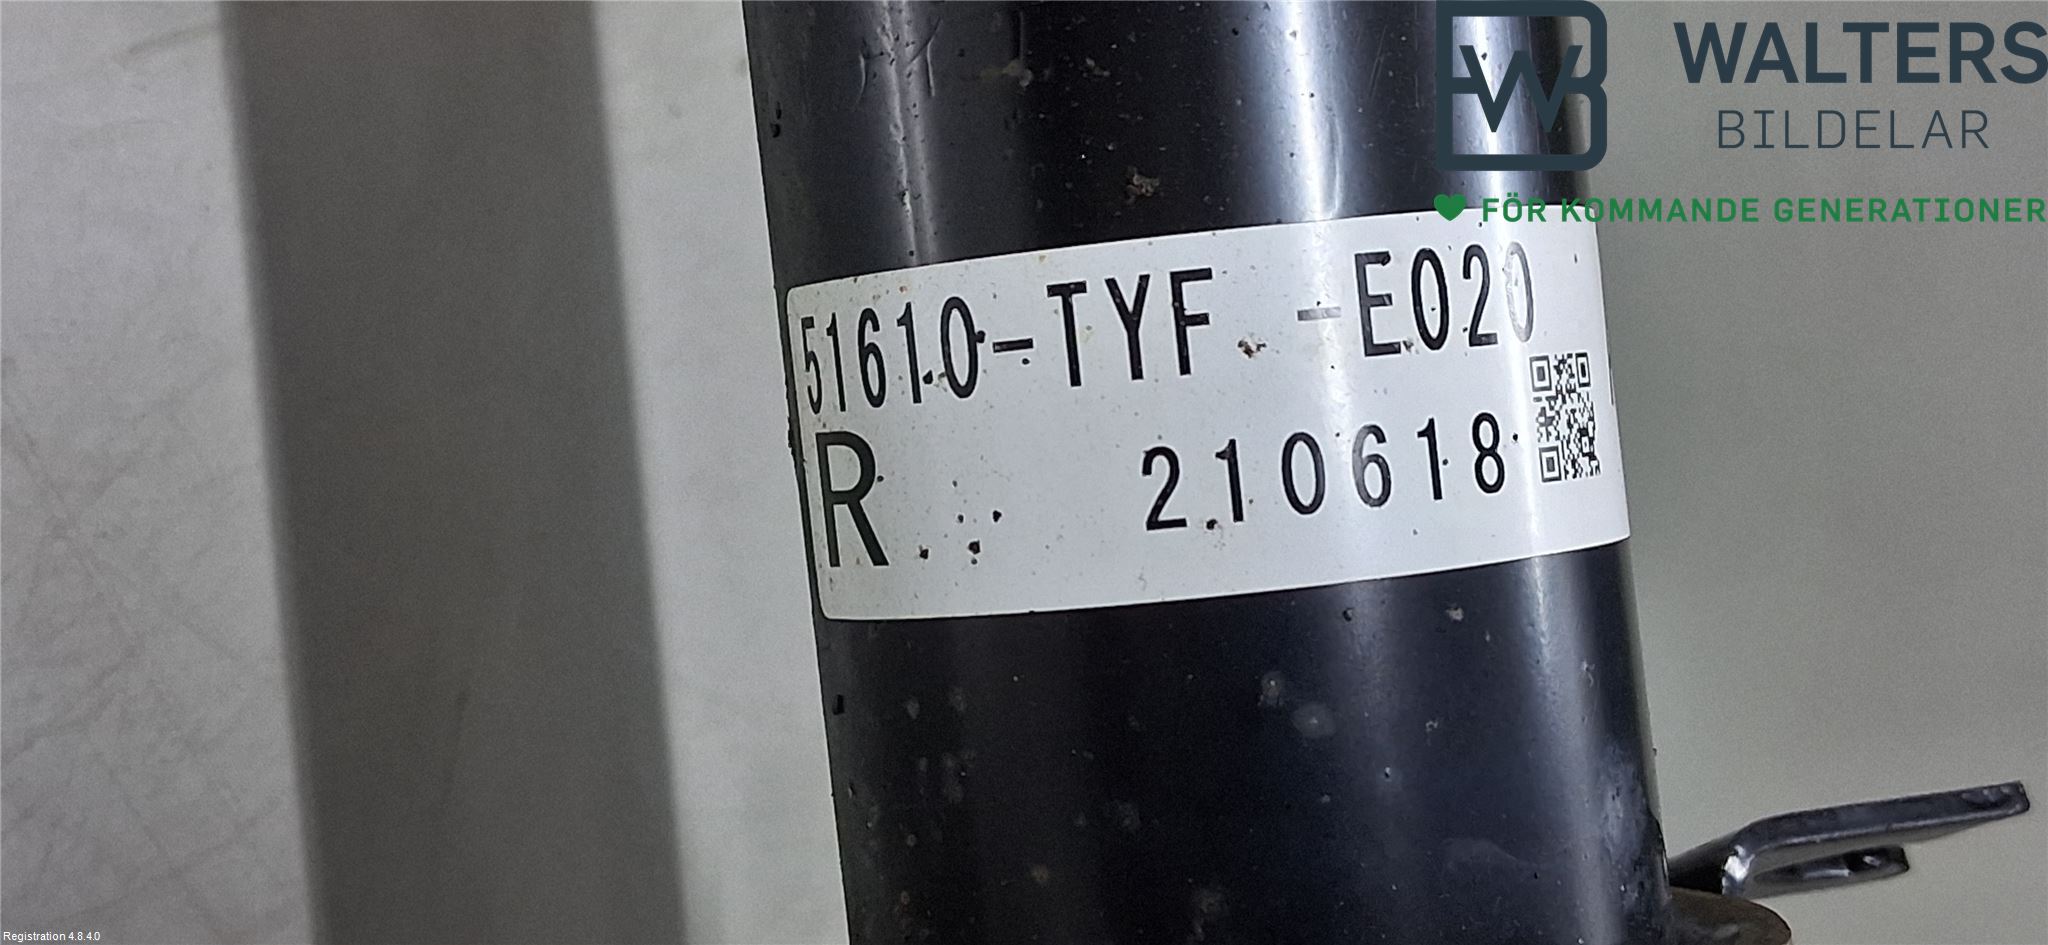 WALTERS
BILDELAR
FÖR KOMMANDE GENERATIONER
51610-TYF -E020
R 210618
Registration 4.8.4.0